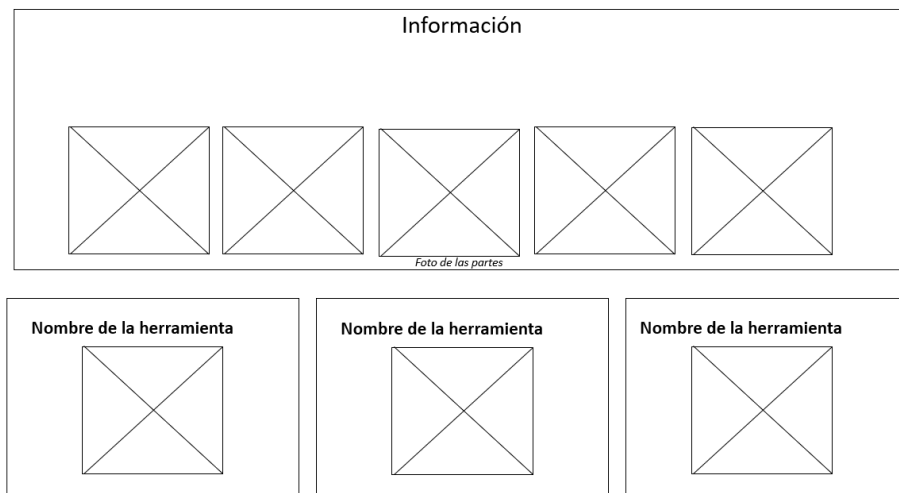 Información
Foto de las partes
Nombre de la herramienta
Nombre de la herramienta
Nombre de la herramienta